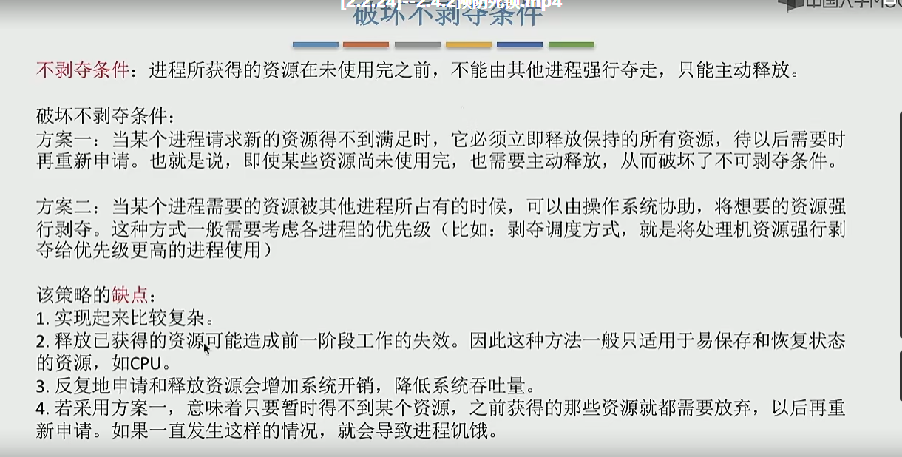 [2.2.24]--2.4.2预防死锁.mp4
破坏不剥夺条件
中国大学MOOC
不剥夺条件：进程所获得的资源在未使用完之前，不能由其他进程强行夺走，只能主动释放。
破坏不剥夺条件：
方案一：当某个进程请求新的资源得不到满足时，它必须立即释放保持的所有资源，待以后需要时
再重新申请。也就是说，即使某些资源尚未使用完，也需要主动释放，从而破坏了不可剥夺条件。
方案二：当某个进程需要的资源被其他进程所占有的时候，可以由操作系统协助，将想要的资源强
行剥夺。这种方式一般需要考虑各进程的优先级（比如：剥夺调度方式，就是将处理机资源强行剥
夺给优先级更高的进程使用）
该策略的缺点：
1. 实现起来比较复杂。
2. 释放已获得的资源可能造成前一阶段工作的失效。因此这种方法一般只适用于易保存和恢复状态
的资源，如CPU。
3. 反复地申请和释放资源会增加系统开销，降低系统吞吐量。
4. 若采用方案一，意味着只要暂时得不到某个资源，之前获得的那些资源就都需要放弃，以后再重
新申请。如果一直发生这样的情况，就会导致进程饥饿。